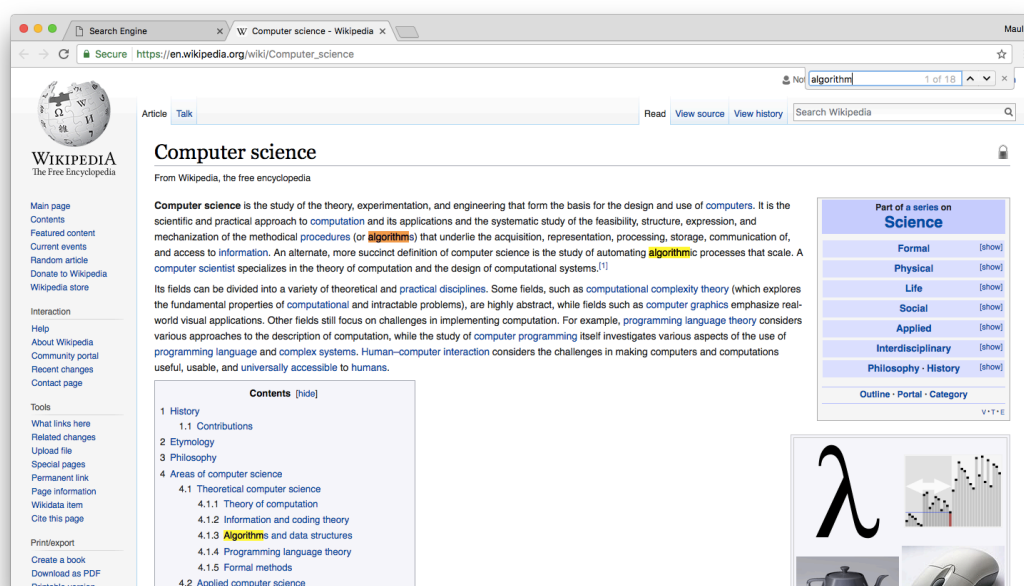 Search Engine
Computer science - Wikipedia
Maul
Secure https://en.wikipedia.org/wiki/Computer_science
algorithm 1 of 18
Not
Article Talk Read View source View history Search Wikipedia
WIKIPEDIA
The Free Encyclopedia
Main page
Contents
Featured content
Current events
Random article
Donate to Wikipedia
Wikipedia store
Interaction
Help
About Wikipedia
Community portal
Recent changes
Contact page
Tools
What links here
Related changes
Upload file
Special pages
Permanent link
Page information
Wikidata item
Cite this page
Print/export
Create a book
Download as PDF
Printable version
Computer science
From Wikipedia, the free encyclopedia
Computer science is the study of the theory, experimentation, and engineering that form the basis for the design and use of computers. It is the
scientific and practical approach to computation and its applications and the systematic study of the feasibility, structure, expression, and
mechanization of the methodical procedures (or algorithms) that underlie the acquisition, representation, processing, storage, communication of,
and access to information. An alternate, more succinct definition of computer science is the study of automating algorithmic processes that scale. A
computer scientist specializes in the theory of computation and the design of computational systems.[1]
Its fields can be divided into a variety of theoretical and practical disciplines. Some fields, such as computational complexity theory (which explores
the fundamental properties of computational and intractable problems), are highly abstract, while fields such as computer graphics emphasize real-
world visual applications. Other fields still focus on challenges in implementing computation. For example, programming language theory considers
various approaches to the description of computation, while the study of computer programming itself investigates various aspects of the use of
programming language and complex systems. Human–computer interaction considers the challenges in making computers and computations
useful, usable, and universally accessible to humans.
Contents [hide]
1 History
1.1 Contributions
2 Etymology
3 Philosophy
4 Areas of computer science
4.1 Theoretical computer science
4.1.1 Theory of computation
4.1.2 Information and coding theory
4.1.3 Algorithms and data structures
4.1.4 Programming language theory
4.1.5 Formal methods
4.2 Applied computer science
Part of a series on
Science
Formal [show]
Physical [show]
Life [show]
Social [show]
Applied [show]
Interdisciplinary [show]
Philosophy · History [show]
Outline · Portal · Category
V · T · E
λ